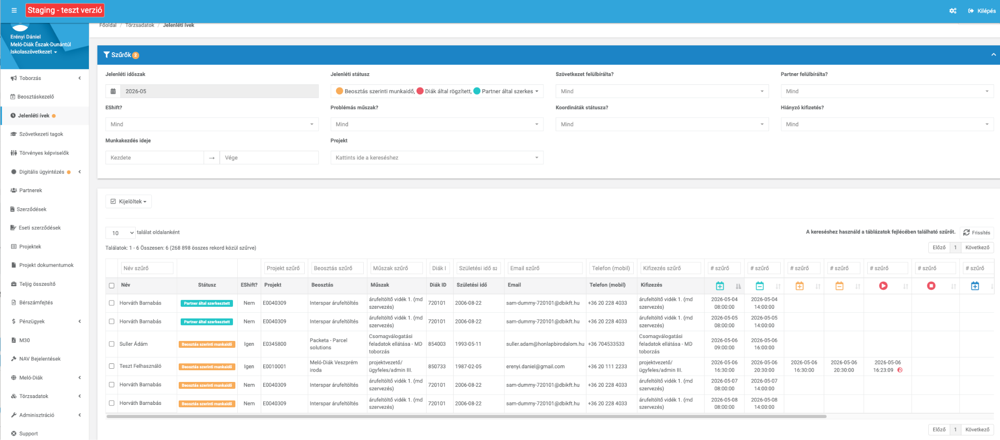 Staging - teszt verzió
Kilépés
Erényi Dániel
Meló-Diák Észak-Dunántúl
Iskolaszövetkezet
Főoldal / Törzsadatok / Jelenléti ívek
Toborzás
Beosztáskezelő
Jelenléti ívek
Szövetkezeti tagok
Törvényes képviselők
Digitális ügyintézés
Partnerek
Szerződések
Eseti szerződések
Projektek
Projekt dokumentumok
Teljig összesítő
Bérszámfejtés
Pénzügyek
M30
NAV Bejelentések
Meló-Diák
Törzsadatok
Adminisztráció
Support
Szűrők 2
Jelenléti időszak
2026-05
Jelenléti státusz
Beosztás szerinti munkaidő, Diák által rögzített, Partner által szerkes
Szövetkezet felülbírálta?
Mind
Partner felülbírálta?
Mind
EShift?
Mind
Problémás műszak?
Mind
Koordináták státusza?
Mind
Hiányzó kifizetés?
Mind
Munkakezdés ideje
Kezdete → Vége
Projekt
Kattints ide a kereséshez
Kijelöltek
10 találat oldalanként
A kereséshez használd a táblázatok fejlécében található szűrőt.
Frissítés
Találatok: 1 - 6 Összesen: 6 (268 898 összes rekord közül szűrve)
Előző 1 Következő
Név szűrő Projekt szűrő Beosztás szűrő Műszak szűrő Diák I Születési idő sz Email szűrő Telefon (mobil) Kifizezés szűrő # szűrő # szűrő # szűrő # szűrő # szűrő # szűrő # szűrő
Név Státusz EShift? Projekt Beosztás Műszak Diák ID Születési idő Email Telefon (mobil) Kifizezés
Horváth Barnabás Partner által szerkesztett Nem E0040309 Interspar árufeltöltés árufeltöltő vidék 1. (md szervezés) 720101 2006-08-22 sam-dummy-720101@dbikft.hu +36 20 228 4033 árufeltöltő vidék 1. (md szervezés) 2026-05-04 08:00:00 2026-05-04 14:00:00
Horváth Barnabás Partner által szerkesztett Nem E0040309 Interspar árufeltöltés árufeltöltő vidék 1. (md szervezés) 720101 2006-08-22 sam-dummy-720101@dbikft.hu +36 20 228 4033 árufeltöltő vidék 1. (md szervezés) 2026-05-05 08:00:00 2026-05-05 14:00:00
Suller Ádám Beosztás szerinti munkaidő Igen E0345800 Packeta - Parcel solutions Csomagválogatási feladatok ellátása - MD toborzás 854003 1993-05-11 suller.adam@honlapbirodalom.hu +36 704533533 Csomagválogatási feladatok ellátása - MD toborzás 2026-05-06 09:00:00 2026-05-06 16:00:00
Teszt Felhasználó Beosztás szerinti munkaidő Igen E0010001 Meló-Diák Veszprém iroda projektvezető/ ügyfeles/admin III. 850733 1987-02-05 erenyi.daniel@gmail.com +36 20 111 2233 projektvezető/ ügyfeles/admin III. 2026-05-06 16:30:00 2026-05-06 20:30:00 2026-05-06 16:30:00 2026-05-06 20:30:00 2026-05-06 16:23:09
Horváth Barnabás Beosztás szerinti munkaidő Nem E0040309 Interspar árufeltöltés árufeltöltő vidék 1. (md szervezés) 720101 2006-08-22 sam-dummy-720101@dbikft.hu +36 20 228 4033 árufeltöltő vidék 1. (md szervezés) 2026-05-07 08:00:00 2026-05-07 14:00:00
Horváth Barnabás Beosztás szerinti munkaidő Nem E0040309 Interspar árufeltöltés árufeltöltő vidék 1. (md szervezés) 720101 2006-08-22 sam-dummy-720101@dbikft.hu +36 20 228 4033 árufeltöltő vidék 1. (md szervezés) 2026-05-08 08:00:00 2026-05-08 14:00:00
Előző 1 Következő